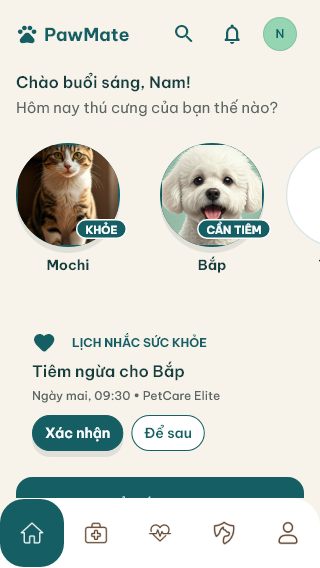 PawMate
N
Chào buổi sáng, Nam!
Hôm nay thú cưng của bạn thế nào?
KHỎE
CẦN TIÊM
Mochi
Bắp
LỊCH NHẮC SỨC KHỎE
Tiêm ngừa cho Bắp
Ngày mai, 09:30 • PetCare Elite
Xác nhận
Để sau